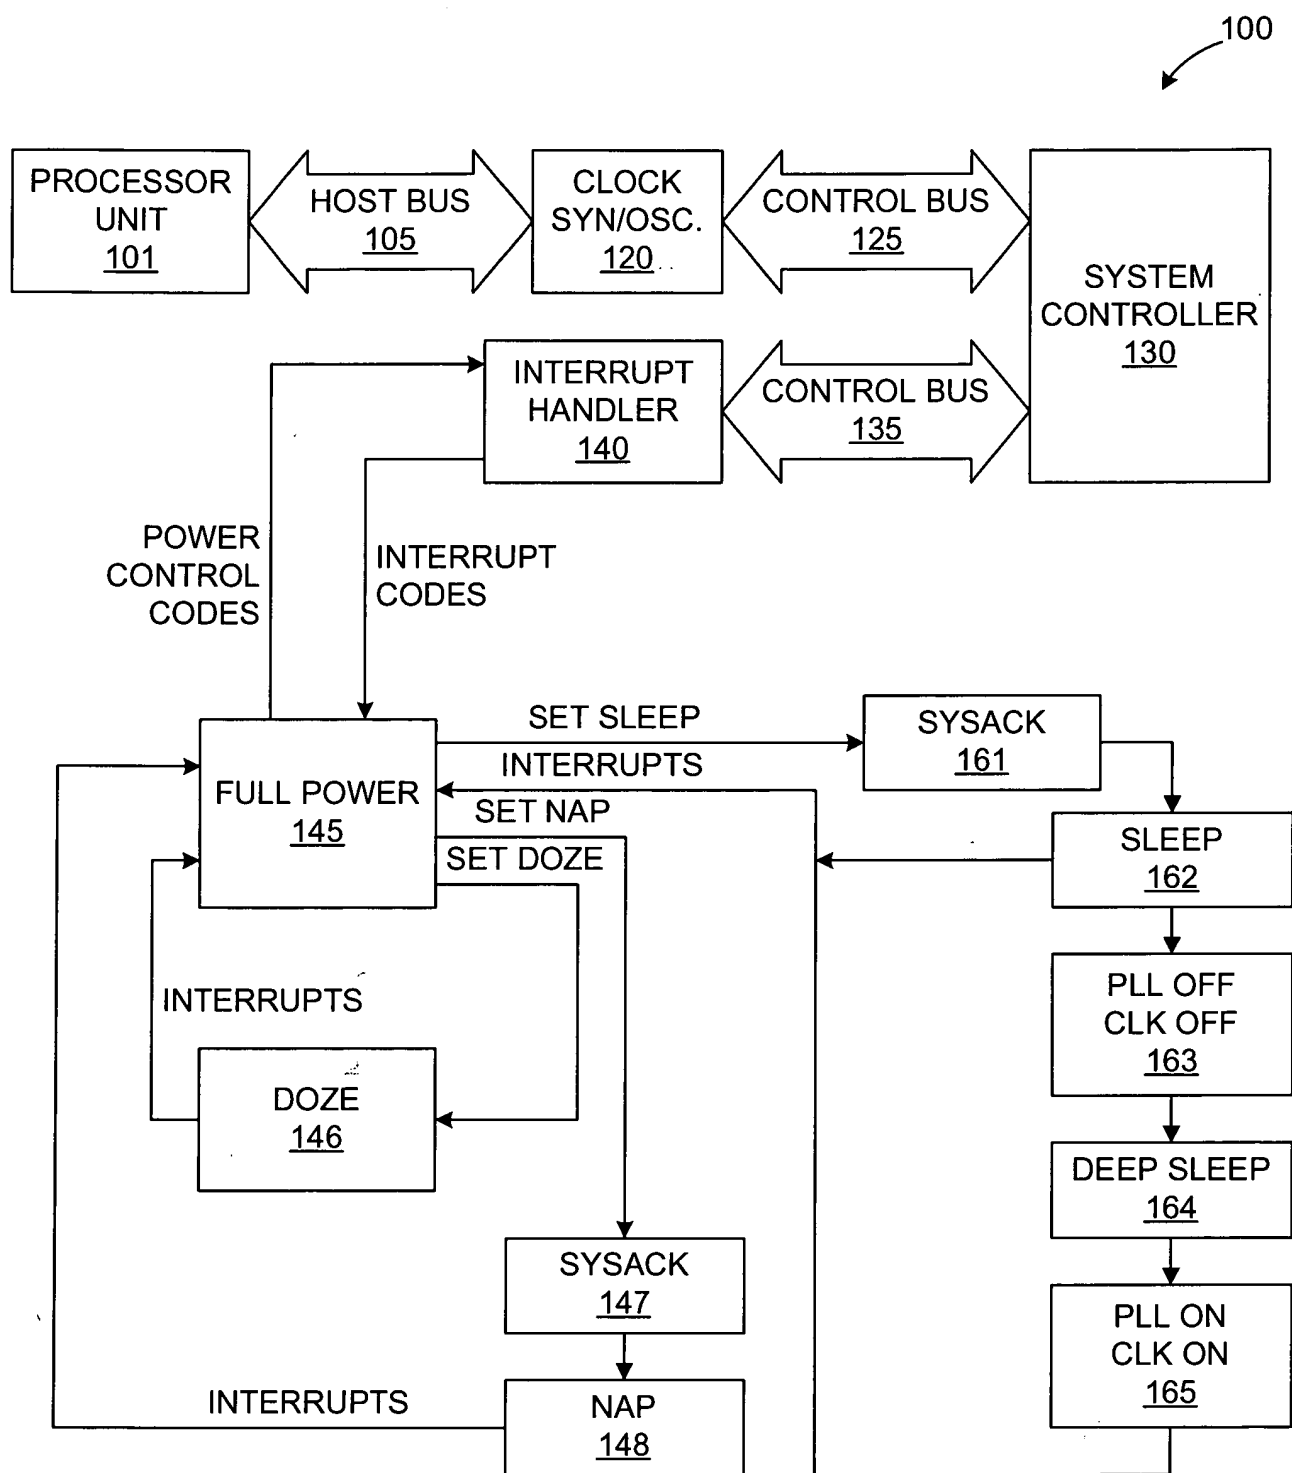 100
PROCESSOR
UNIT
101
HOST BUS
105
CLOCK
SYN/OSC.
120
CONTROL BUS
125
SYSTEM
CONTROLLER
130
INTERRUPT
HANDLER
140
CONTROL BUS
135
POWER
CONTROL
CODES
INTERRUPT
CODES
FULL POWER
145
SET SLEEP
INTERRUPTS
SET NAP
SET DOZE
SYSACK
161
SLEEP
162
INTERRUPTS
PLL OFF
CLK OFF
163
DOZE
146
DEEP SLEEP
164
SYSACK
147
PLL ON
CLK ON
165
INTERRUPTS
NAP
148